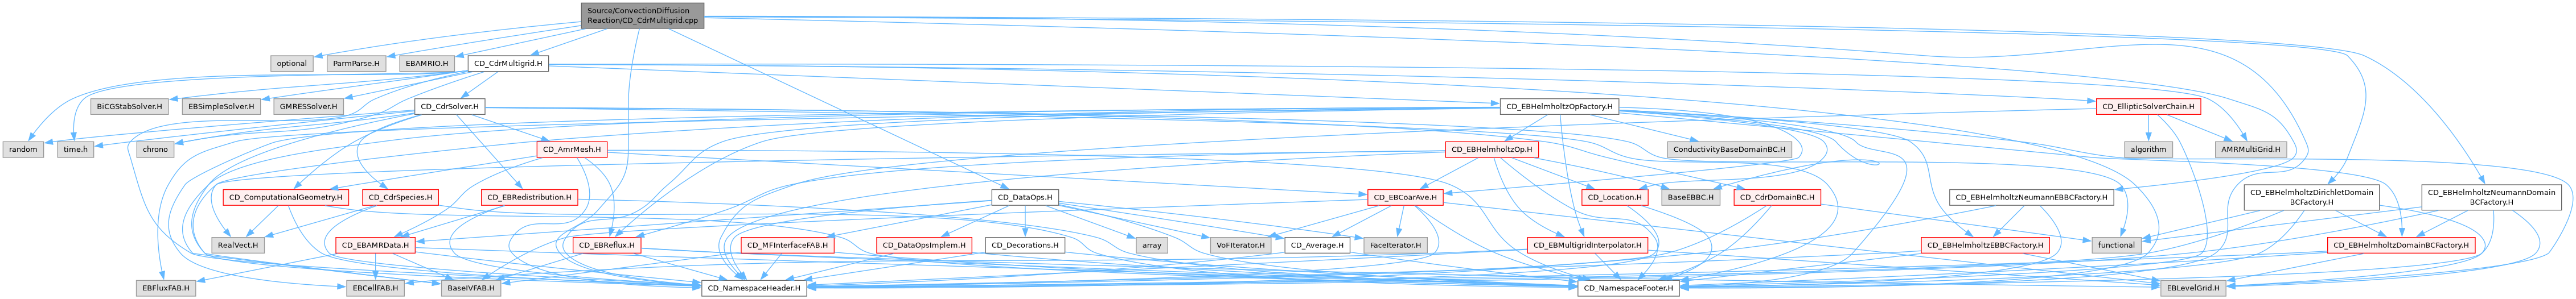 Source/ConvectionDiffusion
Reaction/CD_CdrMultigrid.cpp
optional
ParmParse.H
EBAMRIO.H
CD_CdrMultigrid.H
BiCGStabSolver.H
EBSimpleSolver.H
GMRESSolver.H
CD_CdrSolver.H
CD_EBHelmholtzOpFactory.H
CD_EllipticSolverChain.H
random
time.h
chrono
CD_AmrMesh.H
CD_EBHelmholtzOp.H
ConductivityBaseDomainBC.H
algorithm
AMRMultiGrid.H
CD_ComputationalGeometry.H
CD_CdrSpecies.H
CD_EBRedistribution.H
CD_DataOps.H
CD_EBCoarAve.H
BaseEBBC.H
CD_Location.H
CD_CdrDomainBC.H
CD_EBHelmholtzNeumannEBBCFactory.H
CD_EBHelmholtzDirichletDomain
BCFactory.H
CD_EBHelmholtzNeumannDomain
BCFactory.H
RealVect.H
CD_EBAMRData.H
CD_EBReflux.H
CD_MFInterfaceFAB.H
CD_DataOpsImplem.H
CD_Decorations.H
array
VoFIterator.H
CD_Average.H
FaceIterator.H
CD_EBMultigridInterpolator.H
CD_EBHelmholtzEBBCFactory.H
functional
CD_EBHelmholtzDomainBCFactory.H
EBFluxFAB.H
EBCellFAB.H
BaseIVFAB.H
CD_NamespaceHeader.H
CD_NamespaceFooter.H
EBLevelGrid.H